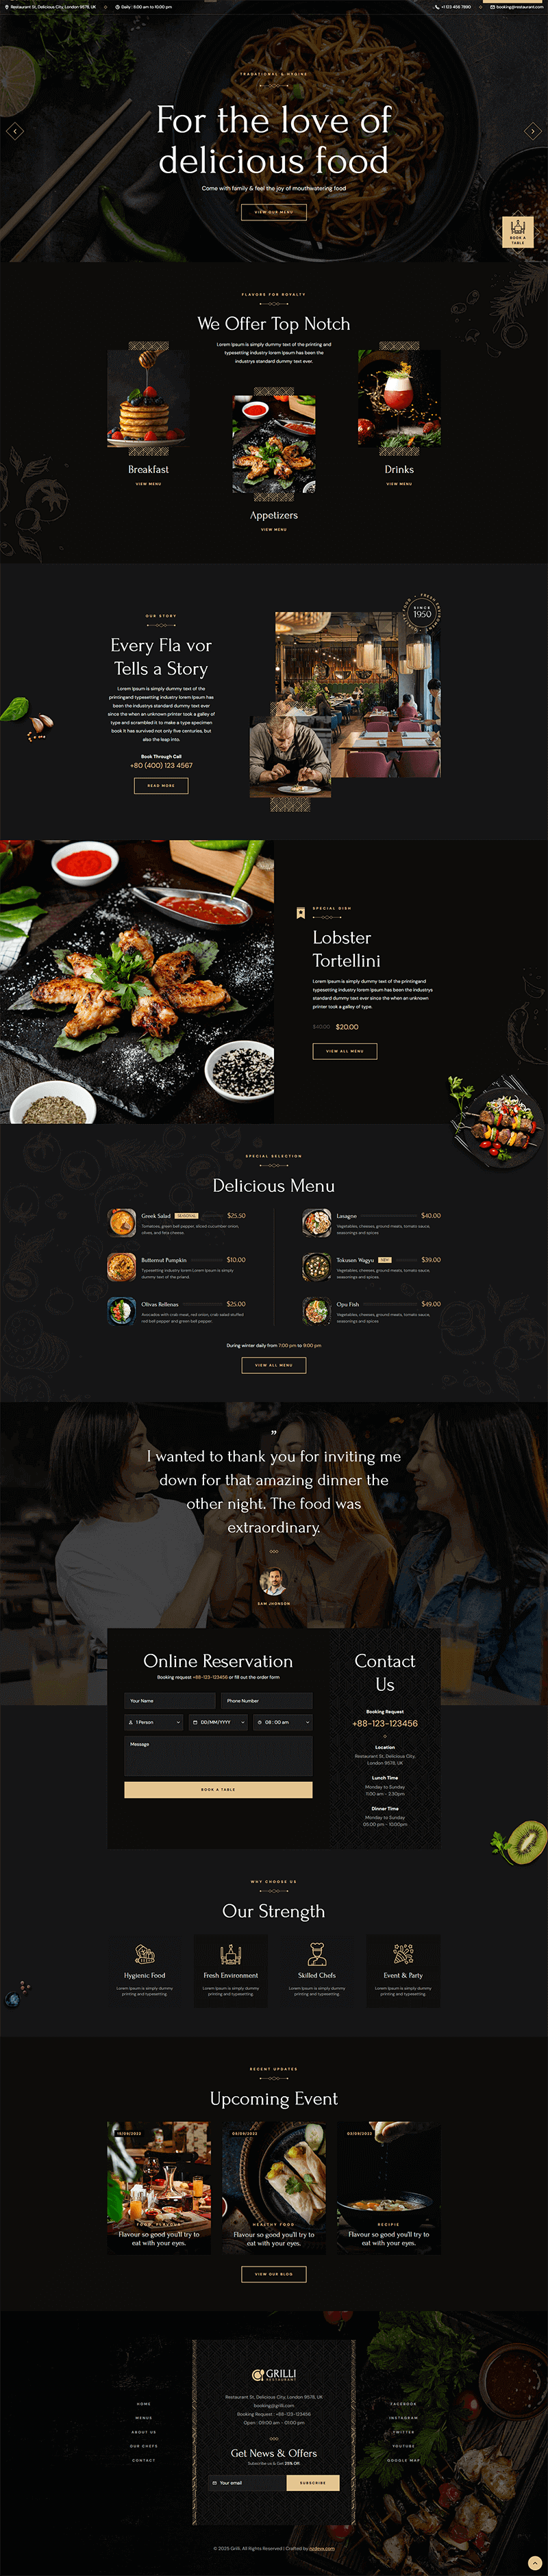 Restaurant St, Delicious City, London 9578, UK
Daily : 8:00 am to 10:00 pm
+1 123 456 7890
booking@restaurant.com
TRADATIONAL & HYGINE
For the love of
delicious food
Come with family & feel the joy of mouthwatering food
VIEW OUR MENU
BOOK A
TABLE
FLAVORS FOR ROYALTY
We Offer Top Notch
Lorem Ipsum is simply dummy text of the printing and
typesetting industry lorem Ipsum has been the
industrys standard dummy text ever.
Breakfast
VIEW MENU
Appetizers
VIEW MENU
Drinks
VIEW MENU
OUR STORY
Every Fla vor
Tells a Story
Lorem Ipsum is simply dummy text of the
printingand typesetting industry lorem Ipsum has
been the industrys standard dummy text ever
since the when an unknown printer took a galley of
type and scrambled it to make a type specimen
book It has survived not only five centuries, but
also the leap into.
Book Through Call
+80 (400) 123 4567
READ MORE
SINCE
1950
SPECIAL DISH
Lobster
Tortellini
Lorem Ipsum is simply dummy text of the printingand
typesetting industry lorem Ipsum has been the industrys
standard dummy text ever since the when an unknown
printer took a galley of type.
$40.00 $20.00
VIEW ALL MENU
SPECIAL SELECTION
Delicious Menu
Greek Salad SEASONAL $25.50
Tomatoes, green bell pepper, sliced cucumber onion,
olives, and feta cheese.
Butternut Pumpkin $10.00
Typesetting industry lorem Lorem Ipsum is simply
dummy text of the priand.
Olivas Rellenas $25.00
Avocados with crab meat, red onion, crab salad stuffed
red bell pepper and green bell pepper.
Lasagne $40.00
Vegetables, cheeses, ground meats, tomato sauce,
seasonings and spices
Tokusen Wagyu NEW $39.00
Vegetables, cheeses, ground meats, tomato sauce,
seasonings and spices
Opu Fish $49.00
Vegetables, cheeses, ground meats, tomato sauce,
seasonings and spices
During winter daily from 7:00 pm to 9:00 pm
VIEW ALL MENU
”
I wanted to thank you for inviting me
down for that amazing dinner the
other night. The food was
extraordinary.
SAM JHONSON
Online Reservation
Booking request +88-123-123456 or fill out the order form
Your Name
Phone Number
1 Person
DD/MM/YYYY
08 : 00 am
Message
BOOK A TABLE
Contact
Us
Booking Request
+88-123-123456
Location
Restaurant St, Delicious City,
London 9578, UK
Lunch Time
Monday to Sunday
11:00 am - 2:30pm
Dinner Time
Monday to Sunday
05:00 pm - 10:00pm
WHY CHOOSE US
Our Strength
Hygienic Food
Lorem Ipsum is simply dummy
printing and typesetting.
Fresh Environment
Lorem Ipsum is simply dummy
printing and typesetting.
Skilled Chefs
Lorem Ipsum is simply dummy
printing and typesetting.
Event & Party
Lorem Ipsum is simply dummy
printing and typesetting.
RECENT UPDATES
Upcoming Event
15/09/2022
FOOD, FLAVOUR
Flavour so good you'll try to
eat with your eyes.
HEALTHY FOOD
Flavour so good you'll try to
eat with your eyes.
RECIPIE
Flavour so good you'll try to
eat with your eyes.
VIEW OUR BLOG
HOME
MENUS
ABOUT US
OUR CHEFS
CONTACT
GRILLI
RESTAURANT
Restaurant St, Delicious City, London 9578, UK
booking@grilli.com
Booking Request : +88-123-123456
Open : 09:00 am - 01:00 pm
Get News & Offers
Subscribe us & Get 25% Off.
Your email
SUBSCRIBE
FACEBOOK
INSTAGRAM
TWITTER
YOUTUBE
GOOGLE MAP